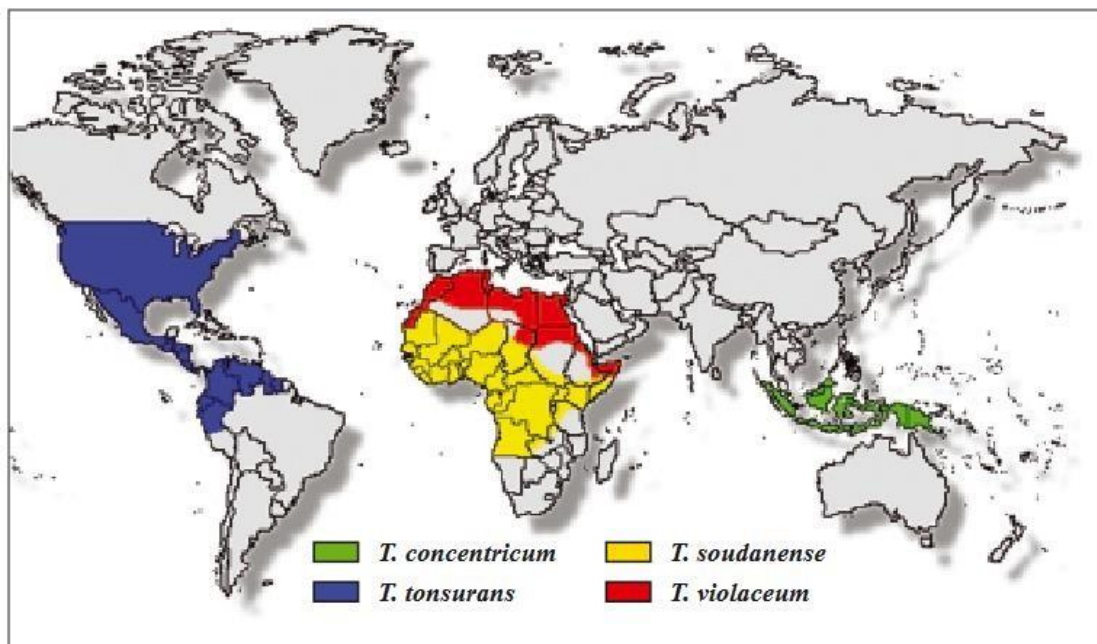 T. concentricum
T. soudanense
T. tonsurans
T. violaceum